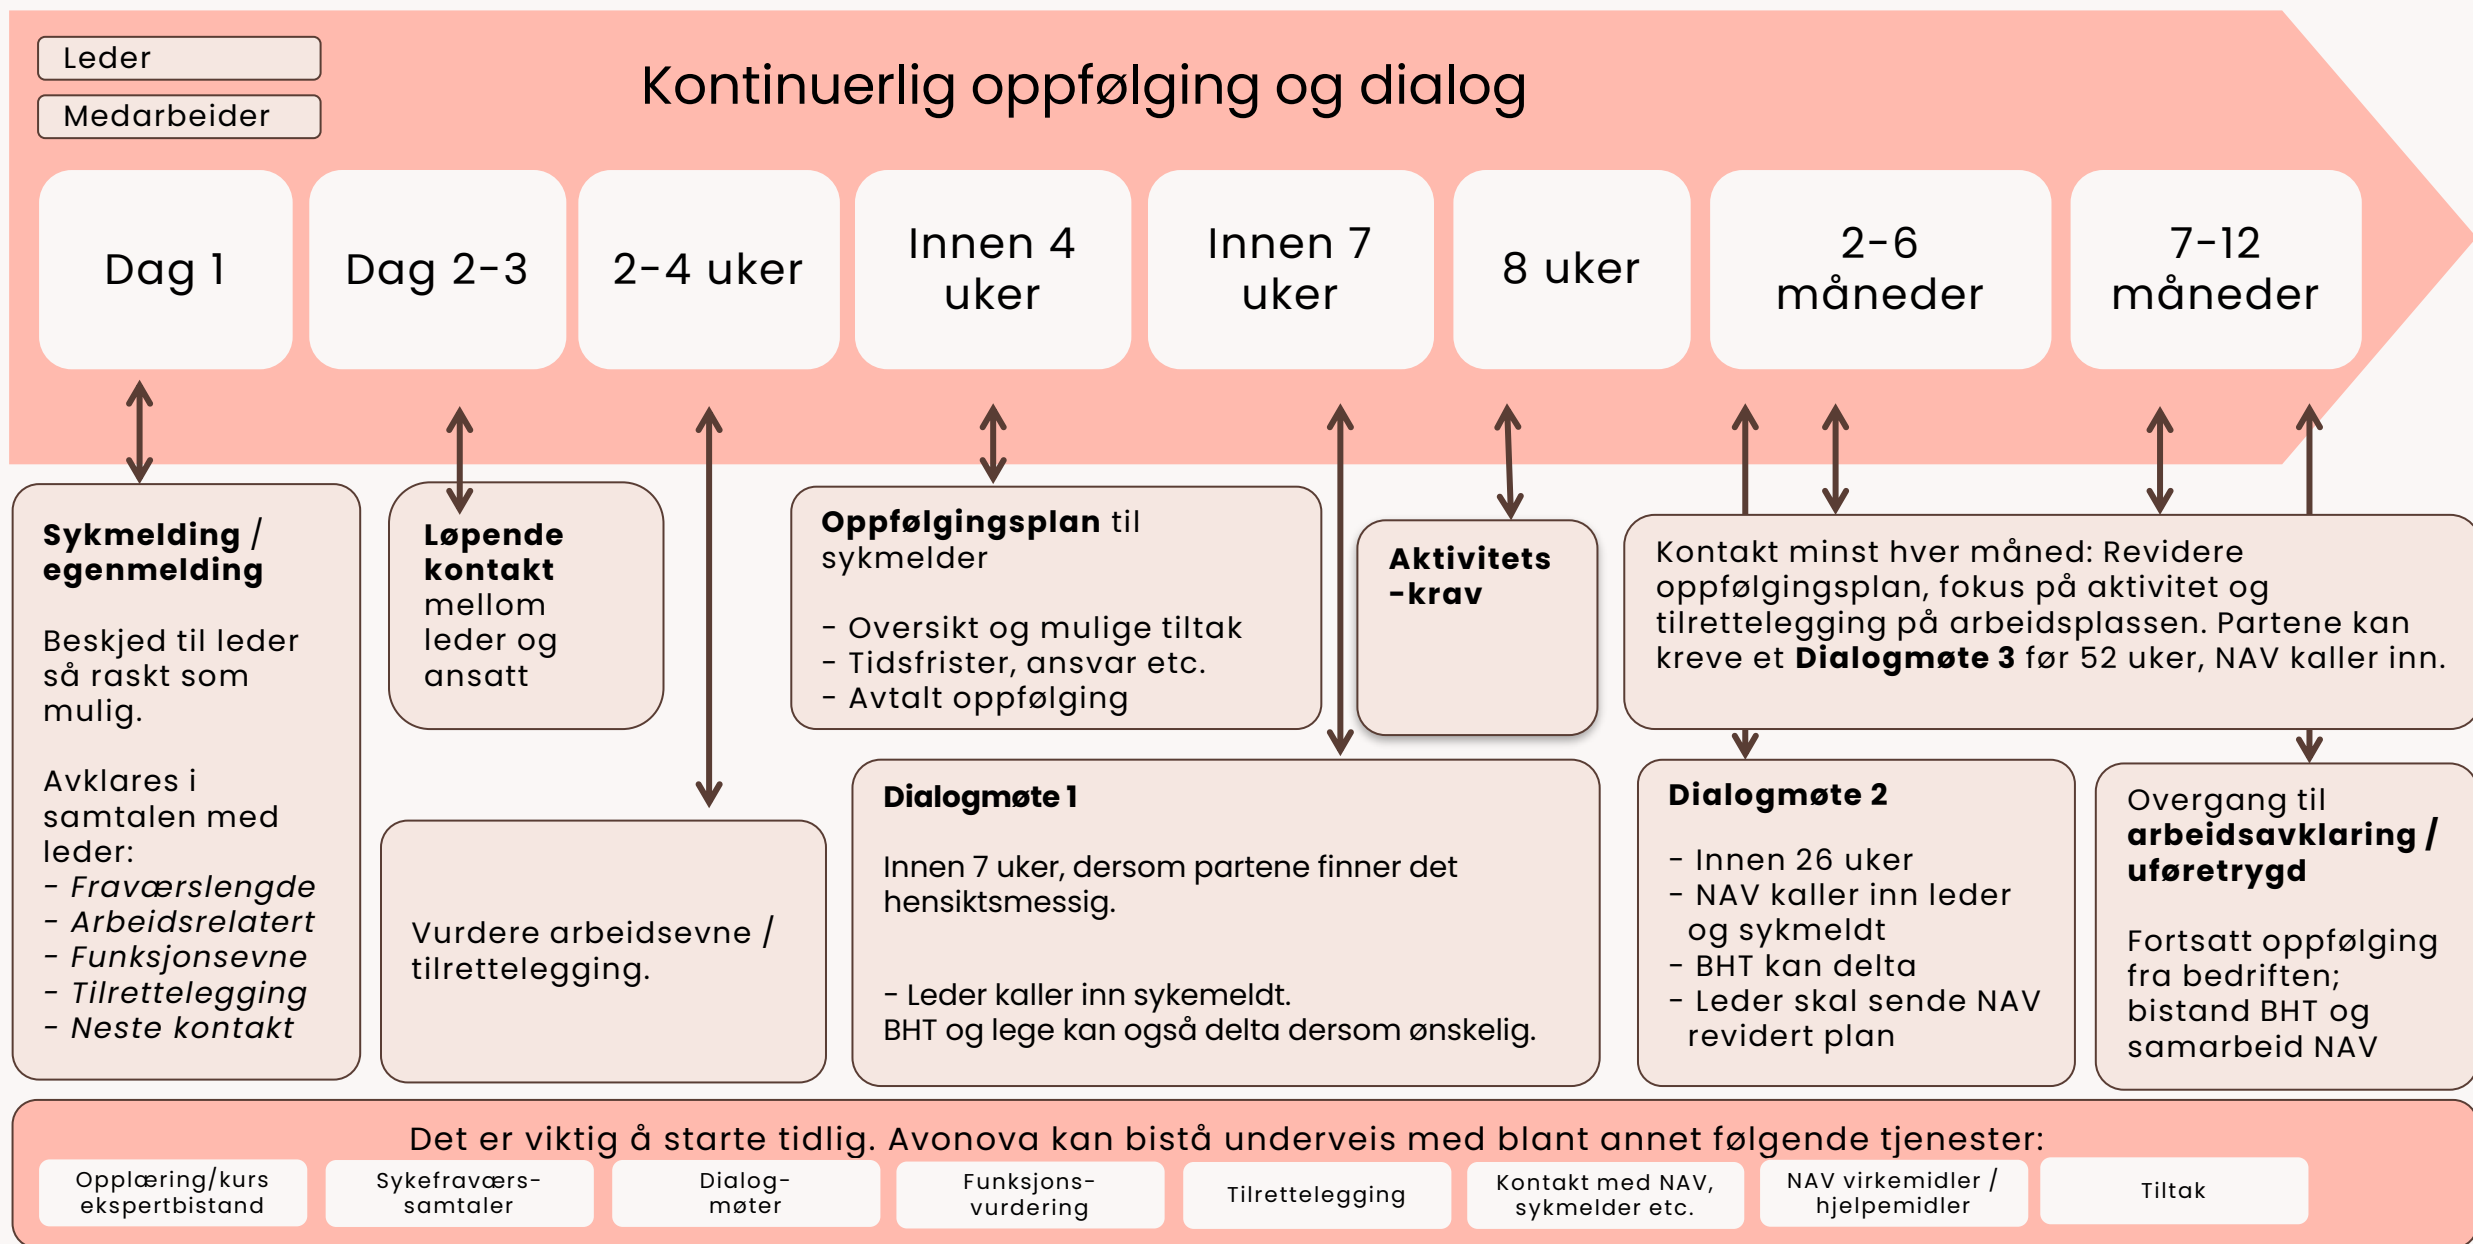 Leder
Medarbeider
Kontinuerlig oppfølging og dialog
Dag 1
Dag 2-3
2-4 uker
Innen 4
uker
Innen 7
uker
8 uker
2-6
måneder
7-12
måneder
Sykmelding /
egenmelding
Beskjed til leder
så raskt som
mulig.
Avklares i
samtalen med
leder:
- Fraværslengde
- Arbeidsrelatert
- Funksjonsevne
- Tilrettelegging
- Neste kontakt
Løpende
kontakt
mellom
leder og
ansatt
Vurdere arbeidsevne /
tilrettelegging.
Oppfølgingsplan til
sykmelder
- Oversikt og mulige tiltak
- Tidsfrister, ansvar etc.
- Avtalt oppfølging
Dialogmøte 1
Innen 7 uker, dersom partene finner det
hensiktsmessig.
- Leder kaller inn sykemeldt.
BHT og lege kan også delta dersom ønskelig.
Aktivitets
-krav
Kontakt minst hver måned: Revidere
oppfølgingsplan, fokus på aktivitet og
tilrettelegging på arbeidsplassen. Partene kan
kreve et Dialogmøte 3 før 52 uker, NAV kaller inn.
Dialogmøte 2
- Innen 26 uker
- NAV kaller inn leder
og sykmeldt
- BHT kan delta
- Leder skal sende NAV
revidert plan
Overgang til
arbeidsavklaring /
uføretrygd
Fortsatt oppfølging
fra bedriften;
bistand BHT og
samarbeid NAV
Det er viktig å starte tidlig. Avonova kan bistå underveis med blant annet følgende tjenester:
Opplæring/kurs
ekspertbistand
Sykefraværs-
samtaler
Dialog-
møter
Funksjons-
vurdering
Tilrettelegging
Kontakt med NAV,
sykmelder etc.
NAV virkemidler /
hjelpemidler
Tiltak